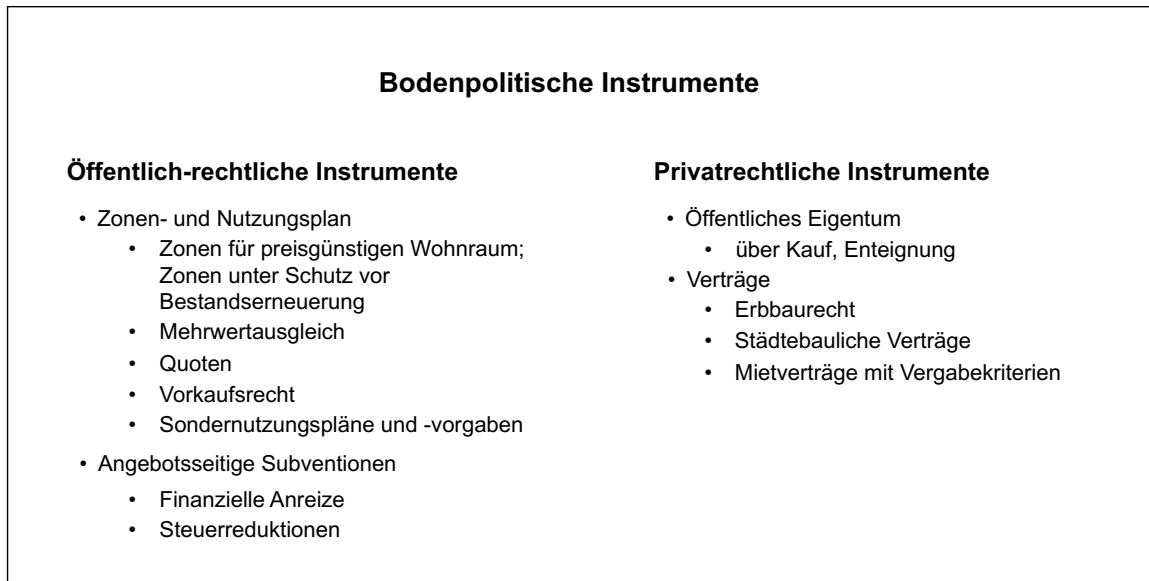 Bodenpolitische Instrumente
Öffentlich-rechtliche Instrumente
• Zonen- und Nutzungsplan
• Zonen für preisgünstigen Wohnraum;
Zonen unter Schutz vor
Bestandserneuerung
• Mehrwertausgleich
• Quoten
• Vorkaufsrecht
• Sondernutzungspläne und -vorgaben
• Angebotsseitige Subventionen
• Finanzielle Anreize
• Steuerreduktionen
Privatrechtliche Instrumente
• Öffentliches Eigentum
• über Kauf, Enteignung
• Verträge
• Erbbaurecht
• Städtebauliche Verträge
• Mietverträge mit Vergabekriterien